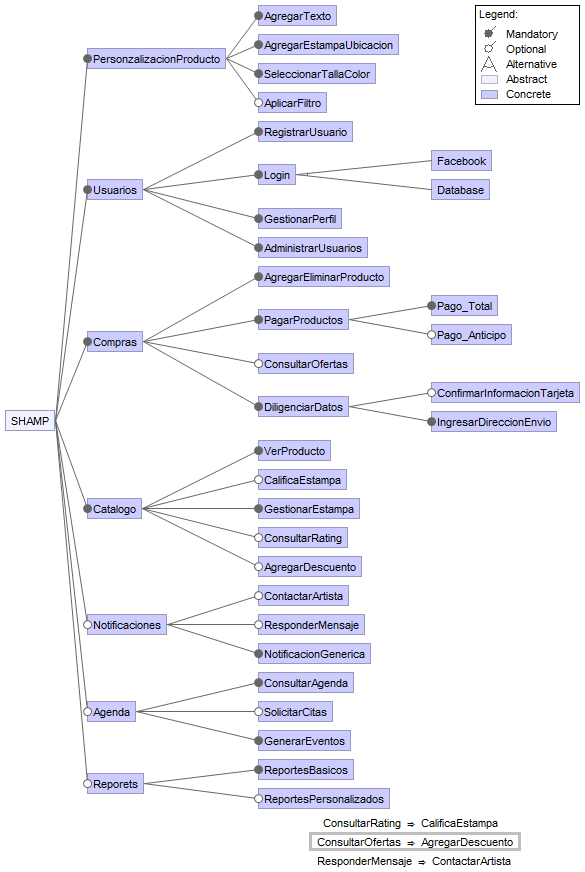 Legend:
Mandatory
Optional
Alternative
Abstract
Concrete
AgregarTexto
PersonzalizacionProducto
AgregarEstampaUbicacion
SeleccionarTallaColor
AplicarFiltro
RegistrarUsuario
Usuarios
Login
Facebook
Database
GestionarPerfil
AdministrarUsuarios
AgregarEliminarProducto
Compras
PagarProductos
Pago_Total
Pago_Anticipo
ConsultarOfertas
DiligenciarDatos
ConfirmarInformacionTarjeta
IngresarDireccionEnvio
SHAMP
VerProducto
CalificaEstampa
Catalogo
GestionarEstampa
ConsultarRating
AgregarDescuento
ContactarArtista
Notificaciones
ResponderMensaje
NotificacionGenerica
ConsultarAgenda
Agenda
SolicitarCitas
GenerarEventos
ReportesBasicos
Reporets
ReportesPersonalizados
ConsultarRating ⇒ CalificaEstampa
ConsultarOfertas ⇒ AgregarDescuento
ResponderMensaje ⇒ ContactarArtista